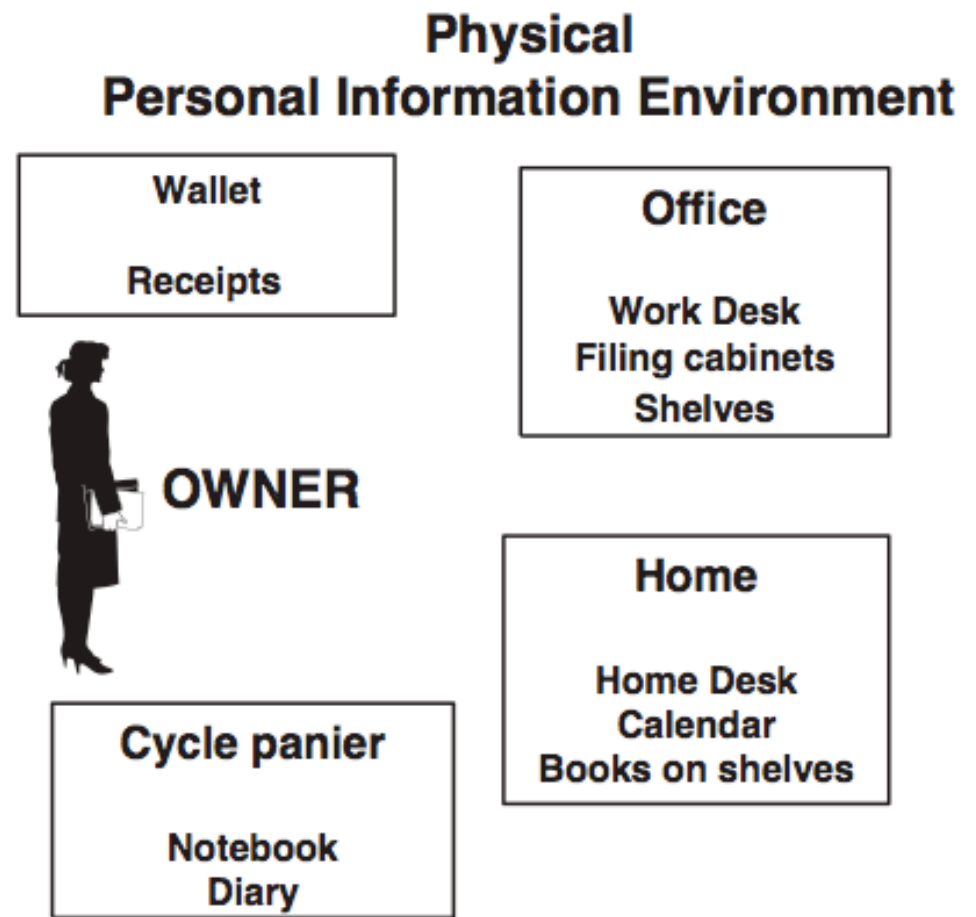 Physical
Personal Information Environment
Wallet
Receipts
Office
Work Desk
Filing cabinets
Shelves
OWNER
Home
Home Desk
Calendar
Books on shelves
Cycle panier
Notebook
Diary